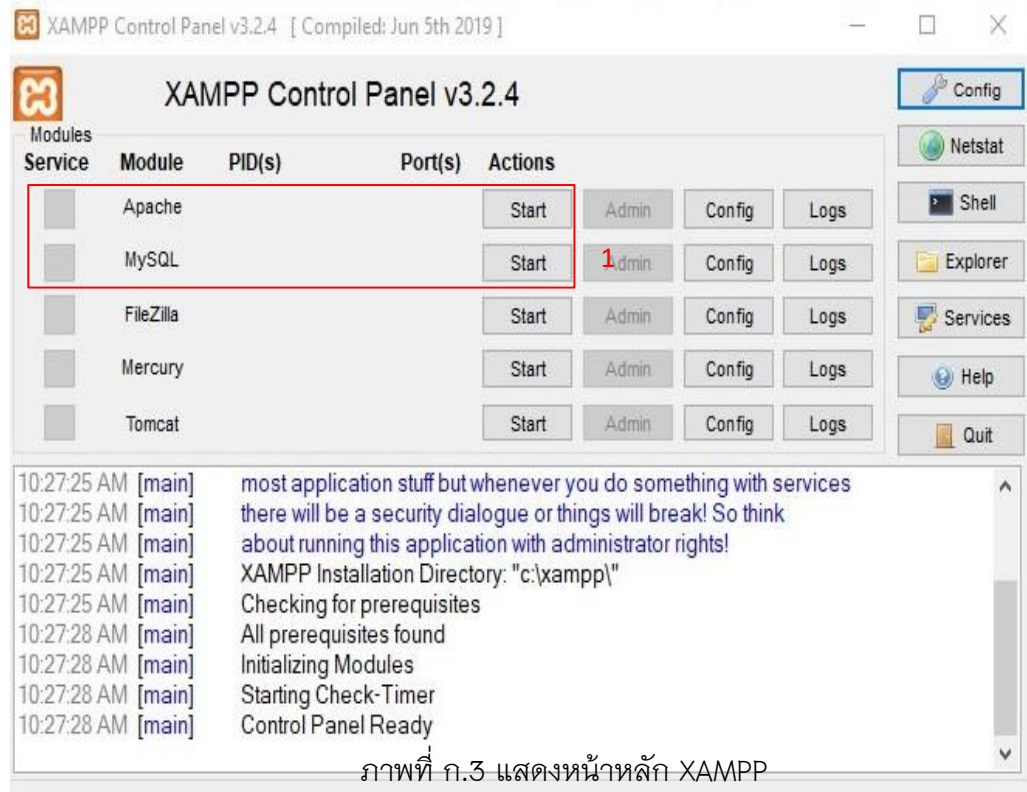 XAMPP Control Panel v3.2.4 [ Compiled: Jun 5th 2019 ]
XAMPP Control Panel v3.2.4
Config
Modules
Service Module PID(s) Port(s) Actions
Netstat
Apache Start Admin Config Logs
Shell
MySQL Start Admin Config Logs
1
Explorer
FileZilla Start Admin Config Logs
Services
Mercury Start Admin Config Logs
Help
Tomcat Start Admin Config Logs
Quit
10:27:25 AM [main] most application stuff but whenever you do something with services
10:27:25 AM [main] there will be a security dialogue or things will break! So think
10:27:25 AM [main] about running this application with administrator rights!
10:27:25 AM [main] XAMPP Installation Directory: "c:\xampp\"
10:27:25 AM [main] Checking for prerequisites
10:27:28 AM [main] All prerequisites found
10:27:28 AM [main] Initializing Modules
10:27:28 AM [main] Starting Check-Timer
10:27:28 AM [main] Control Panel Ready
ภาพที่ ก.3 แสดงหน้าหลัก XAMPP